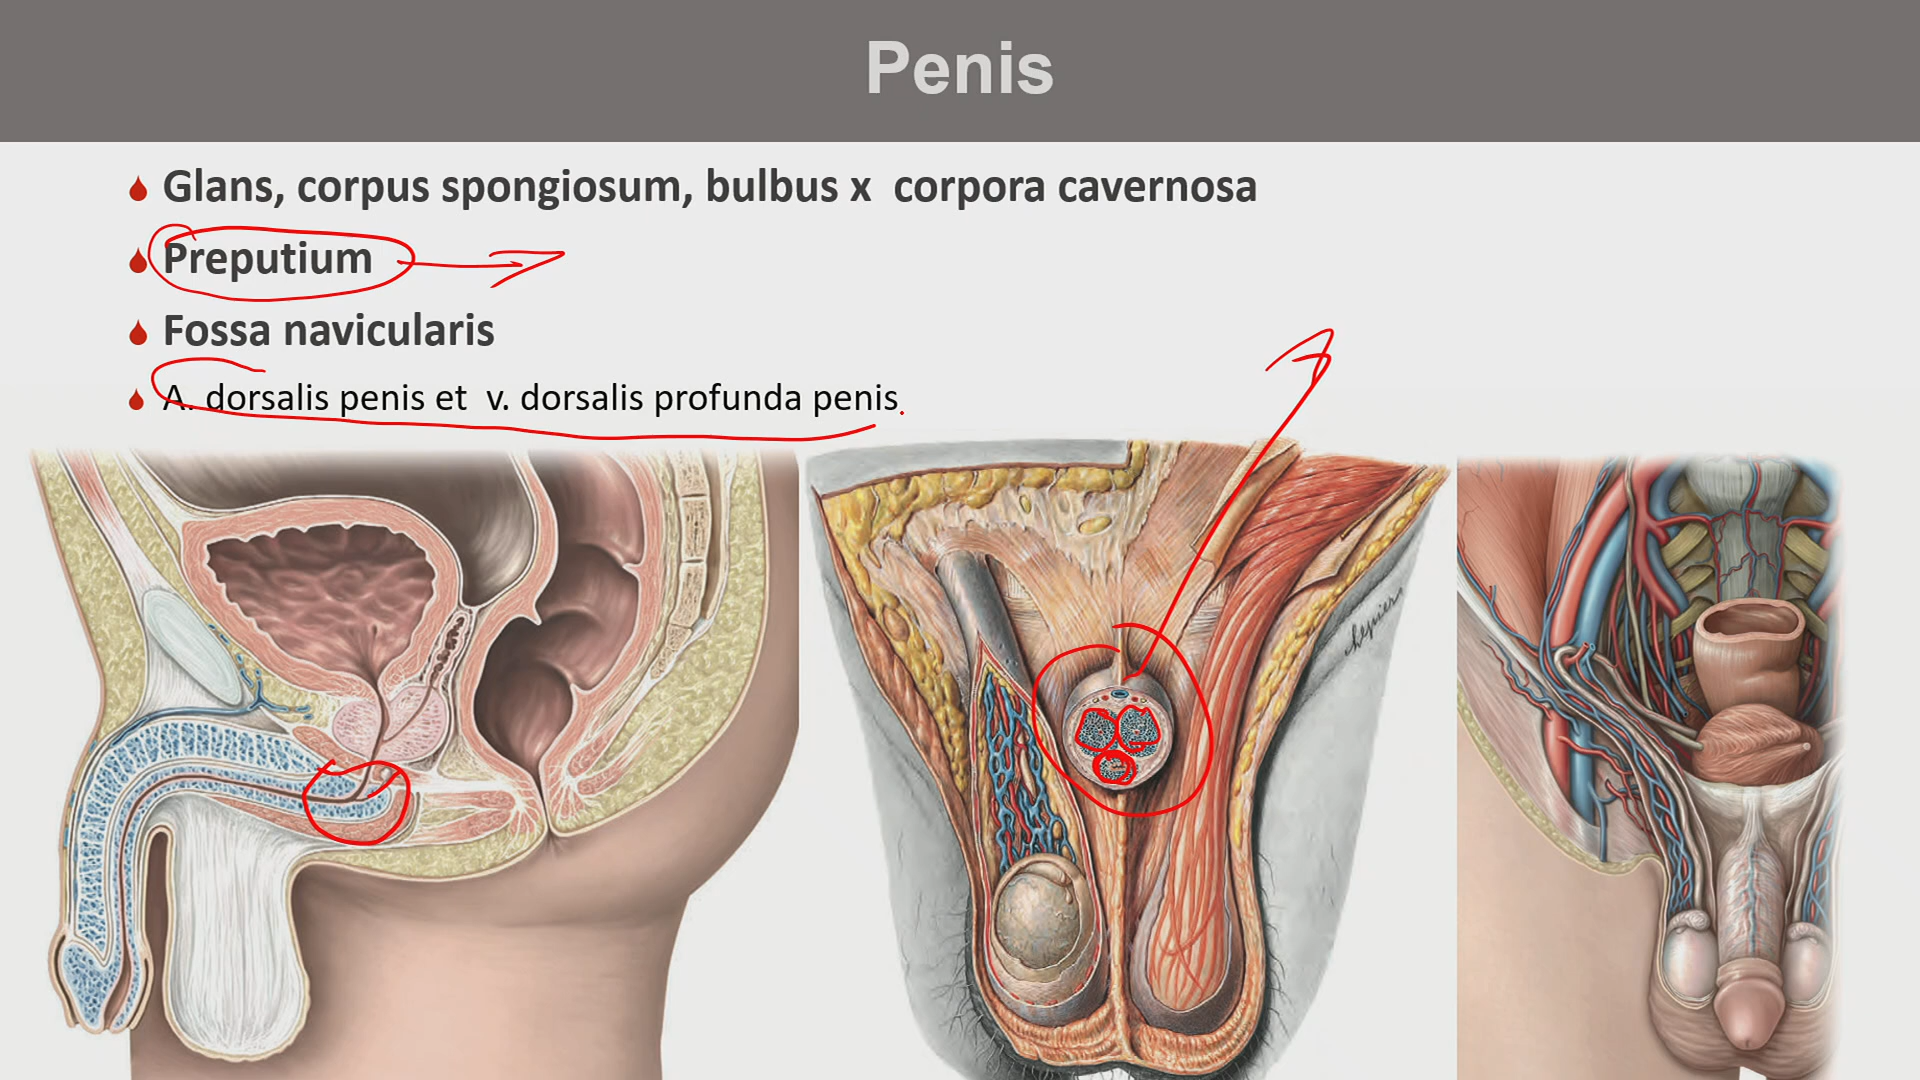 Penis
Glans, corpus spongiosum, bulbus x corpora cavernosa
Preputium
Fossa navicularis
A. dorsalis penis et v. dorsalis profunda penis.